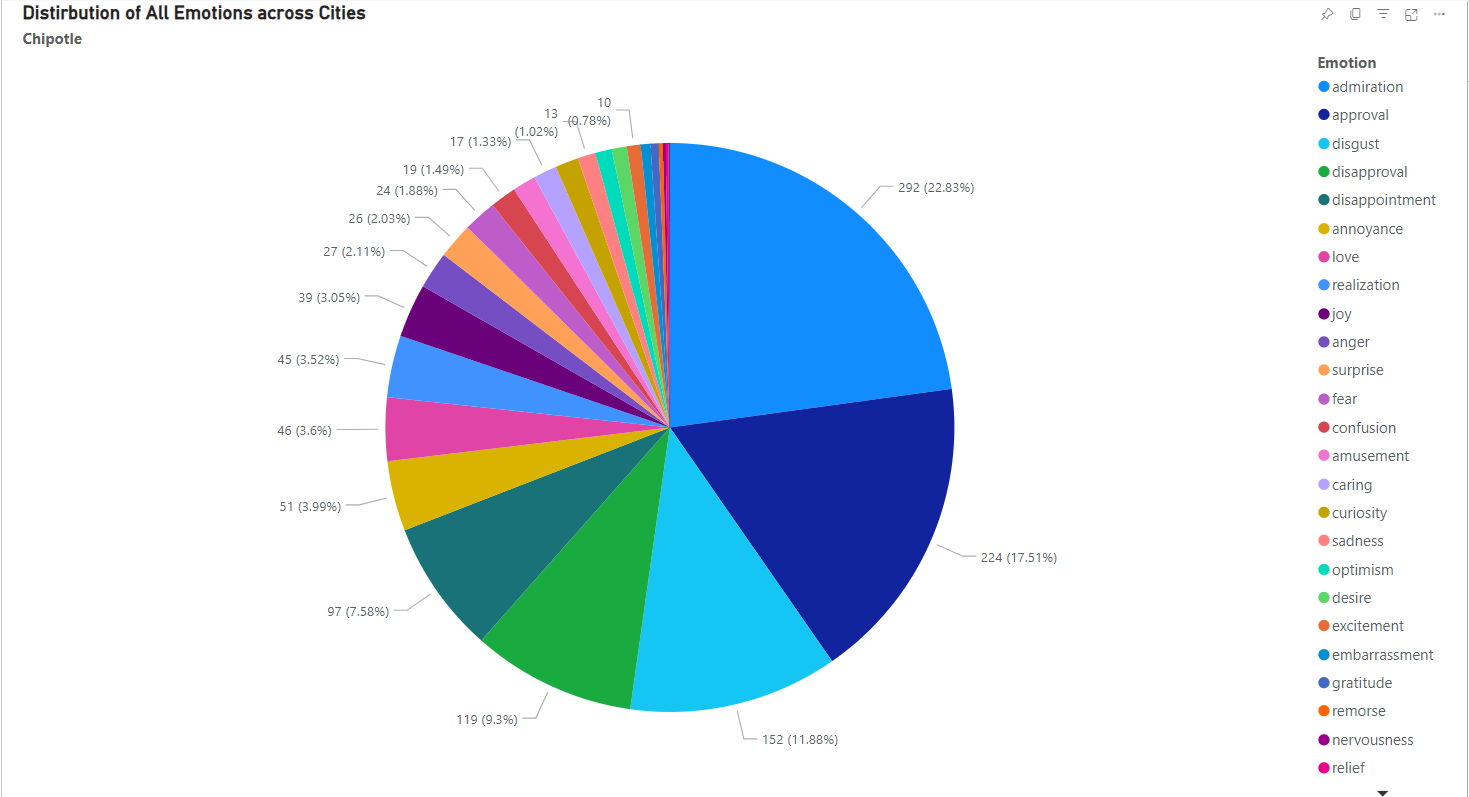 Distirbution of All Emotions across Cities
Chipotle
10
13
(0.78%)
(1.02%)
17 (1.33%)
19 (1.49%)
24 (1.88%)
26 (2.03%)
27 (2.11%)
39 (3.05%)
45 (3.52%)
46 (3.6%)
51 (3.99%)
97 (7.58%)
119 (9.3%)
152 (11.88%)
224 (17.51%)
292 (22.83%)
Emotion
admiration
approval
disgust
disapproval
disappointment
annoyance
love
realization
joy
anger
surprise
fear
confusion
amusement
caring
curiosity
sadness
optimism
desire
excitement
embarrassment
gratitude
remorse
nervousness
relief